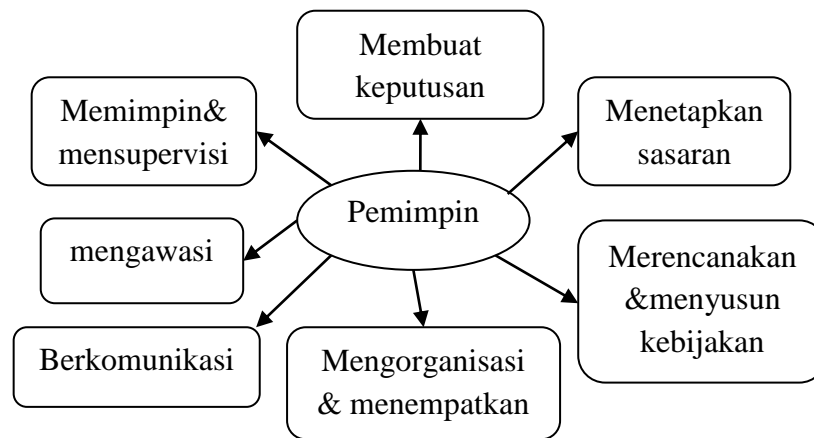 Membuat
keputusan
Memimpin&
mensupervisi
Menetapkan
sasaran
Pemimpin
mengawasi
Merencanakan
&menyusun
kebijakan
Berkomunikasi
Mengorganisasi
& menempatkan